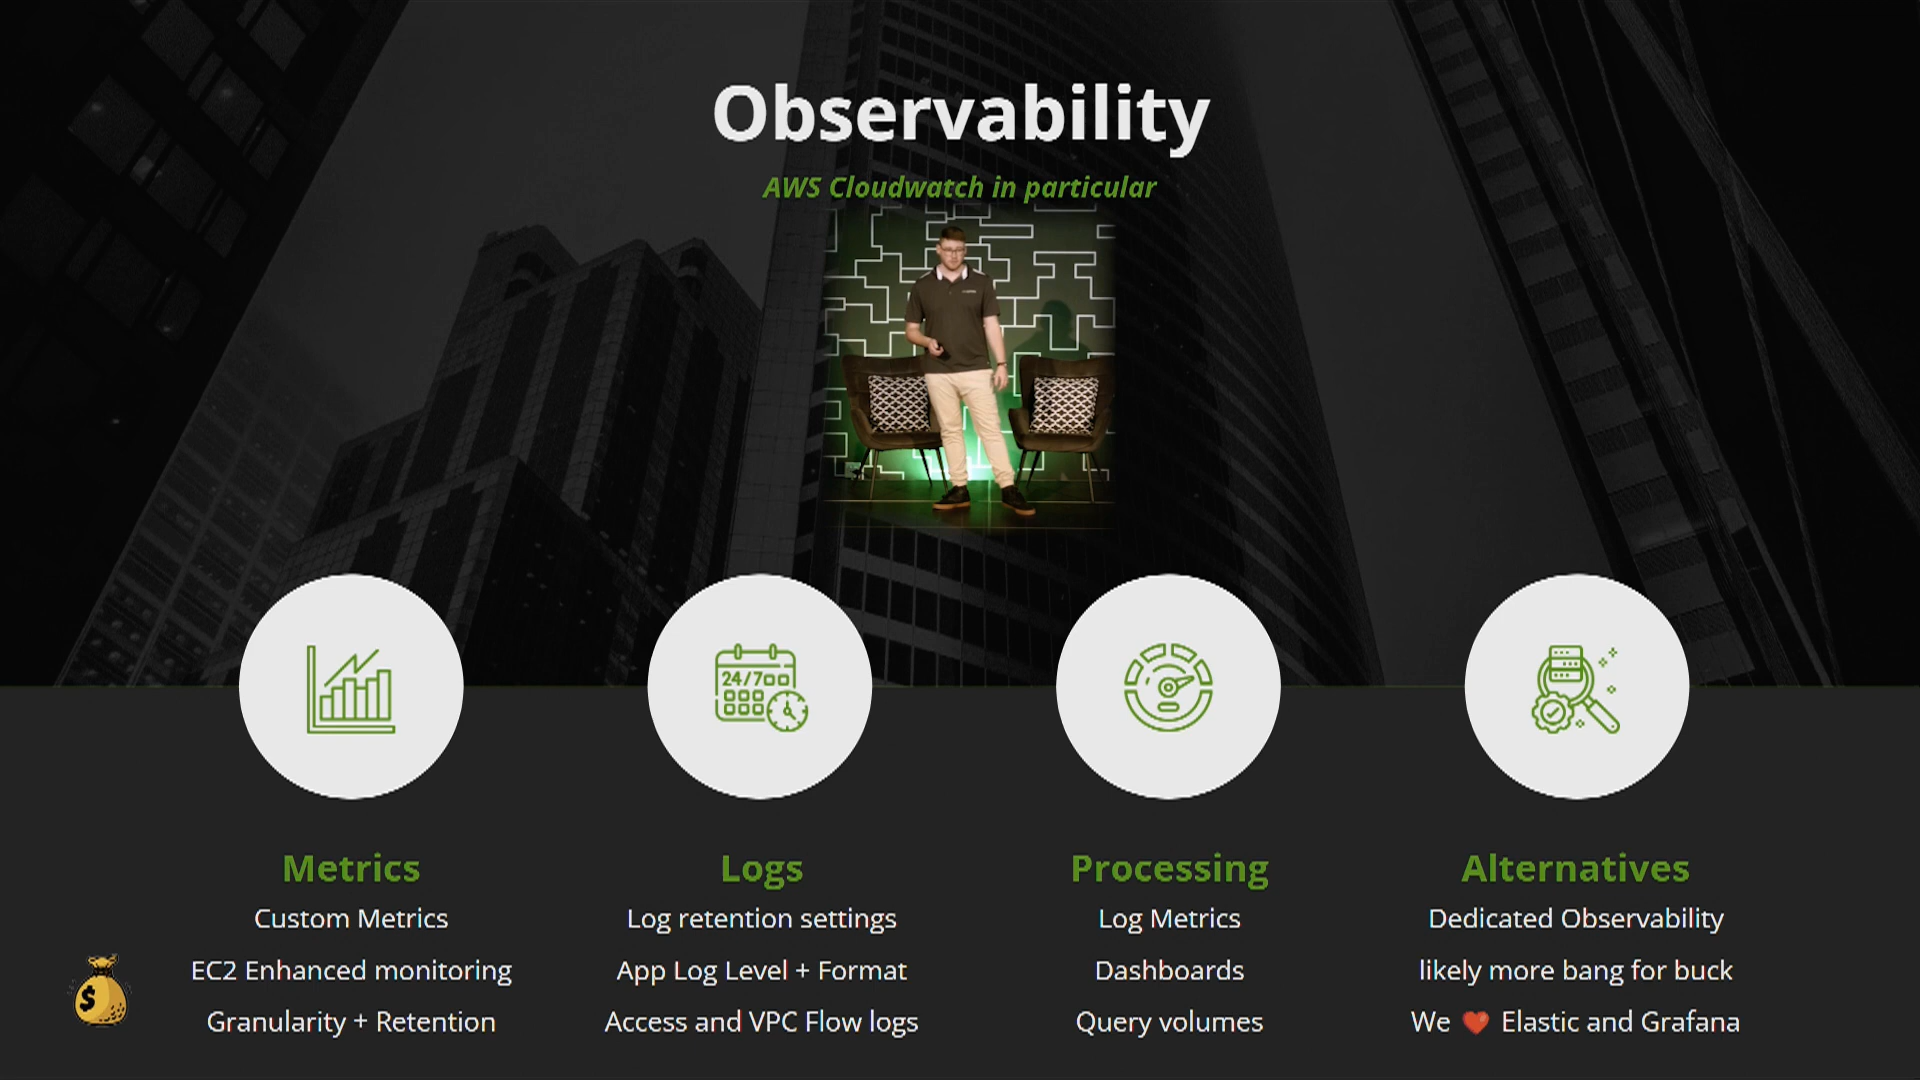 Observability
AWS Cloudwatch in particular
24/7
Metrics
Custom Metrics
EC2 Enhanced monitoring
Granularity + Retention
Logs
Log retention settings
App Log Level + Format
Access and VPC Flow logs
Processing
Log Metrics
Dashboards
Query volumes
Alternatives
Dedicated Observability
likely more bang for buck
We ❤️ Elastic and Grafana
$